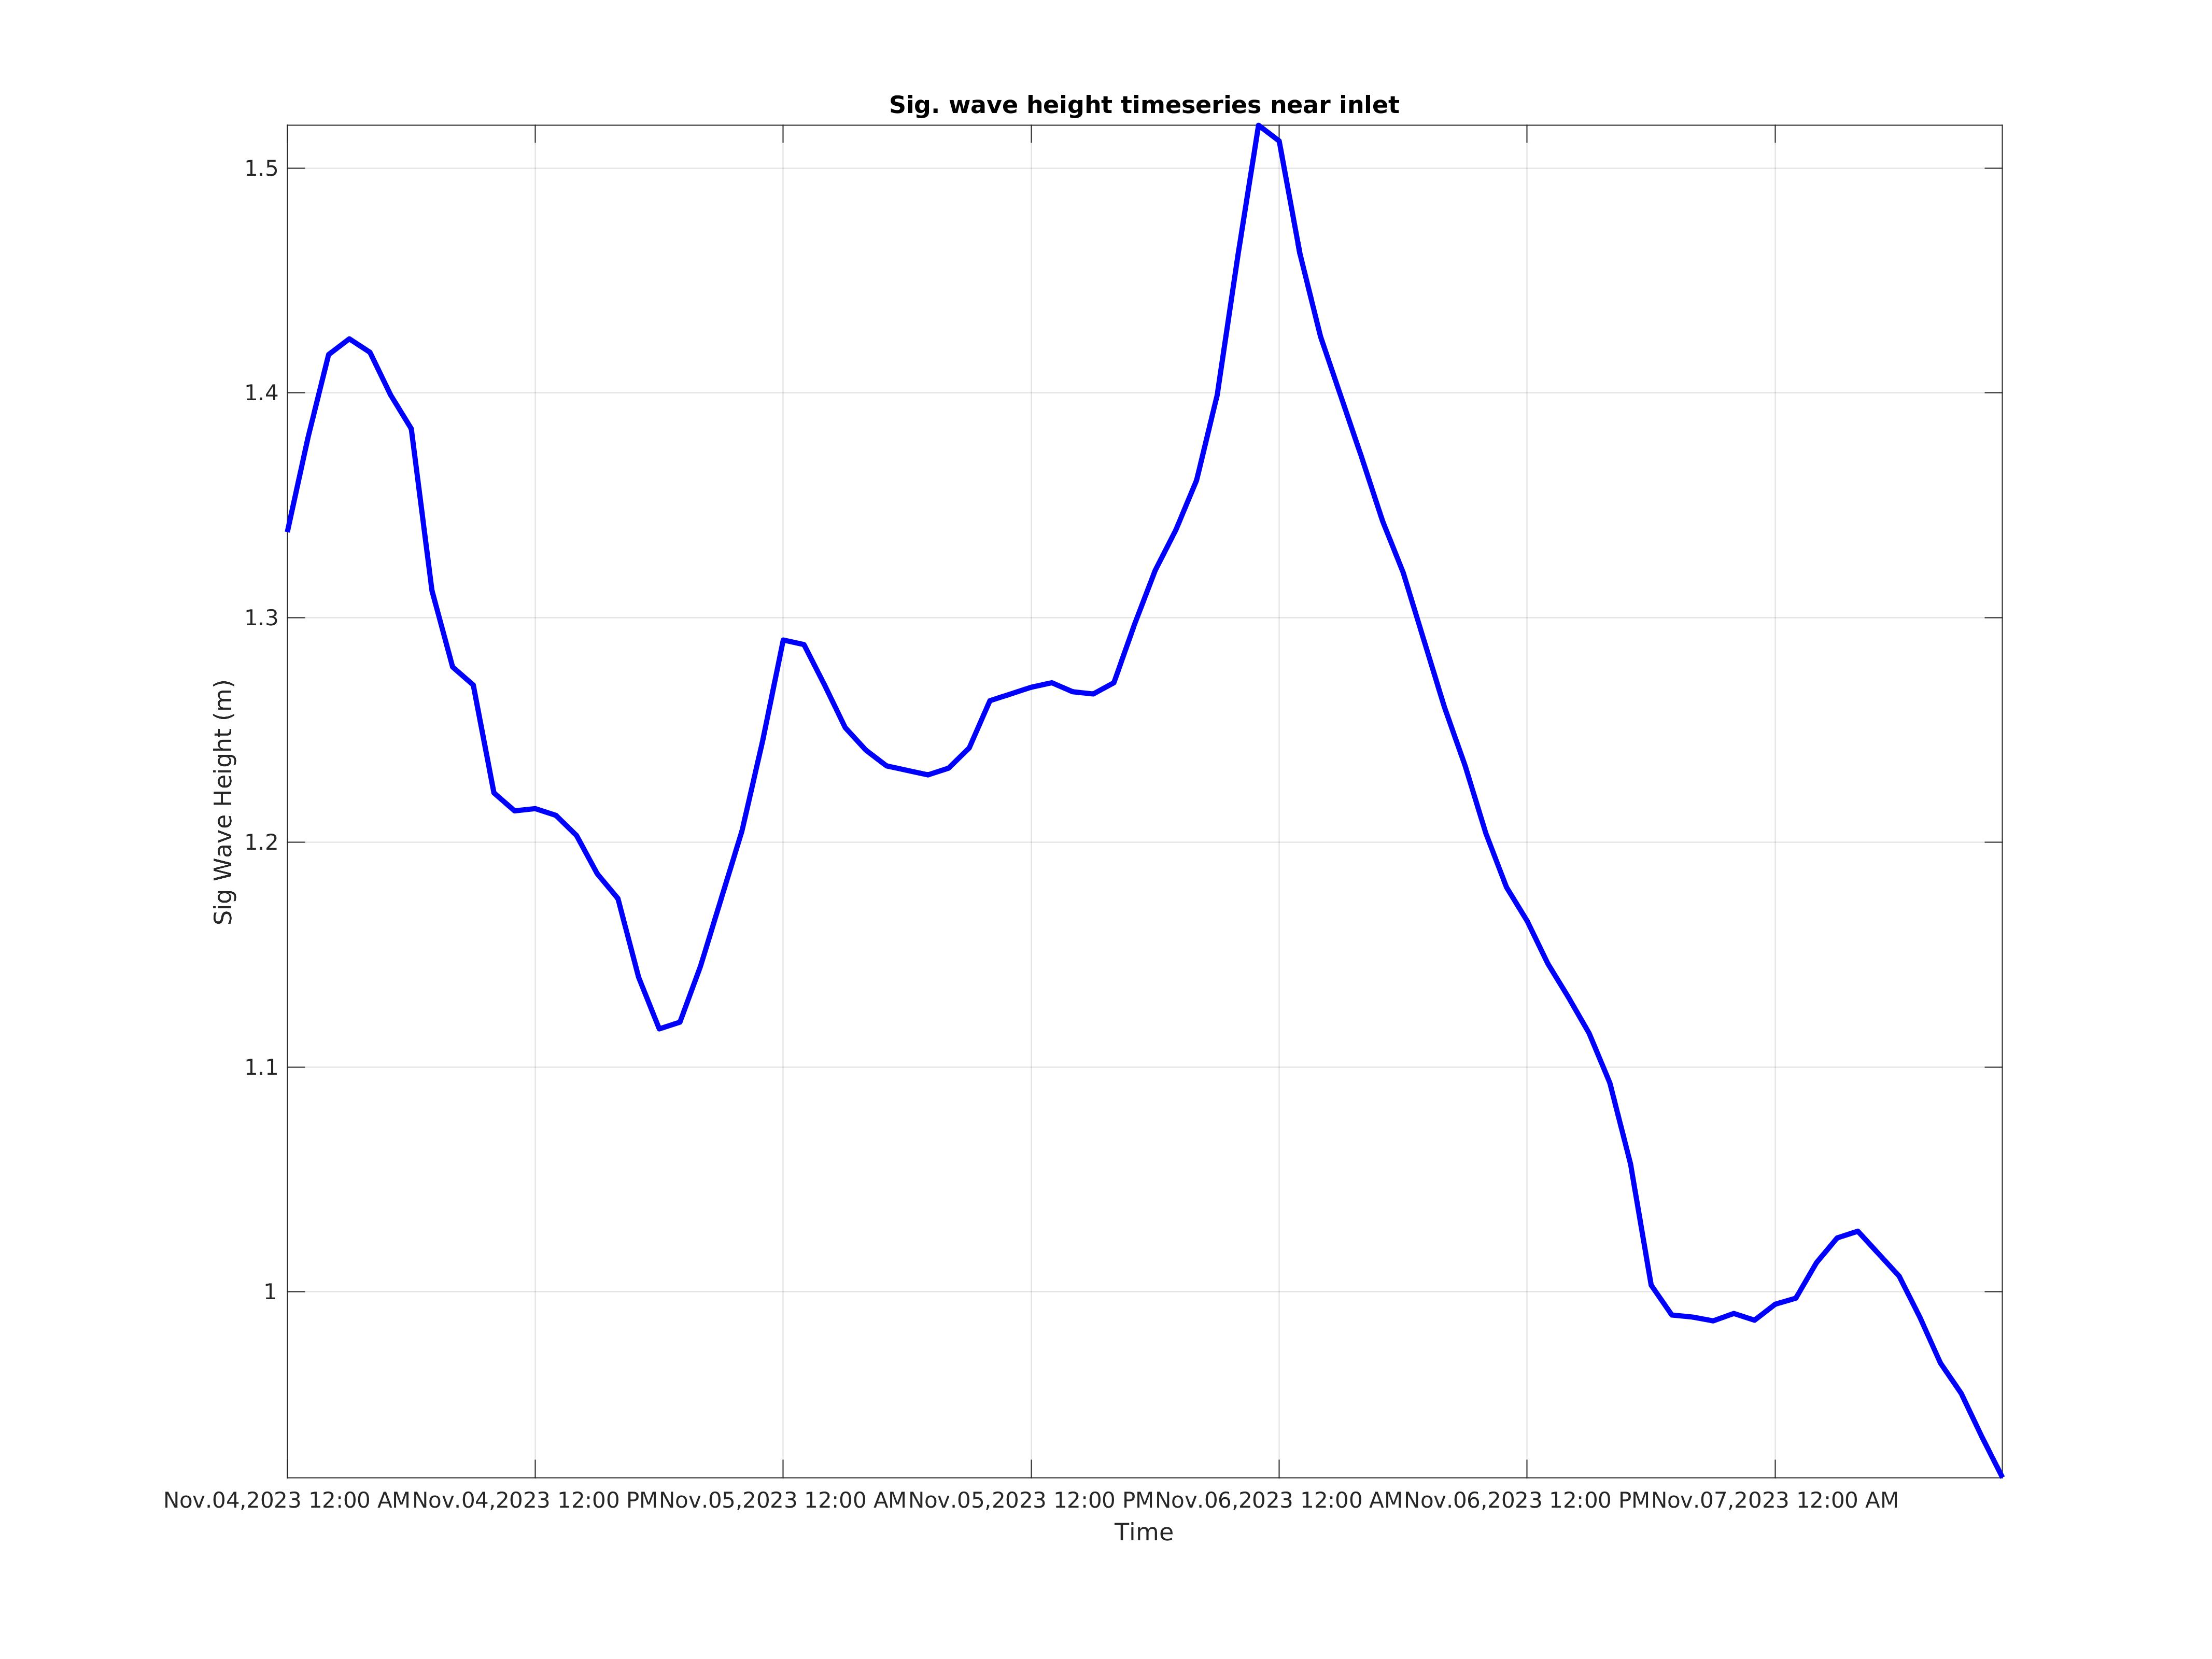 Sig. wave height timeseries near inlet
1.5
1.4
1.3
1.2
1.1
1
Sig Wave Height (m)
Nov.04,2023 12:00 AM Nov.04,2023 12:00 PM Nov.05,2023 12:00 AM Nov.05,2023 12:00 PM Nov.06,2023 12:00 AM Nov.06,2023 12:00 PM Nov.07,2023 12:00 AM
Time